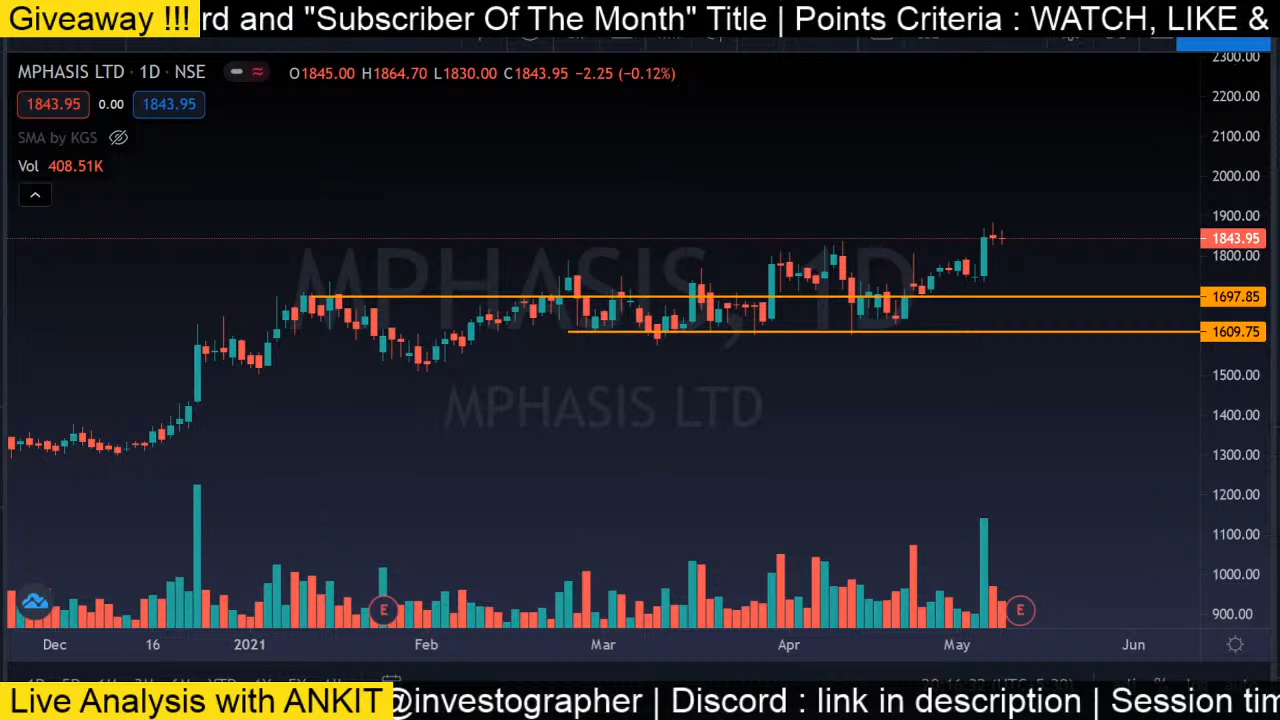 Giveaway !!! rd and "Subscriber Of The Month" Title | Points Criteria : WATCH, LIKE &
MPHASIS LTD · 1D · NSE O1845.00 H1864.70 L1830.00 C1843.95 −2.25 (−0.12%)
1843.95 0.00 1843.95
SMA by KGS
Vol 408.51K
2300.00
2200.00
2100.00
2000.00
1900.00
1843.95
1800.00
1697.85
1609.75
1500.00
1400.00
1300.00
1200.00
1100.00
1000.00
900.00
MPHASIS, 1D
MPHASIS LTD
E E
Dec 16 2021 Feb Mar Apr May Jun
Live Analysis with ANKIT @investographer | Discord : link in description | Session tim